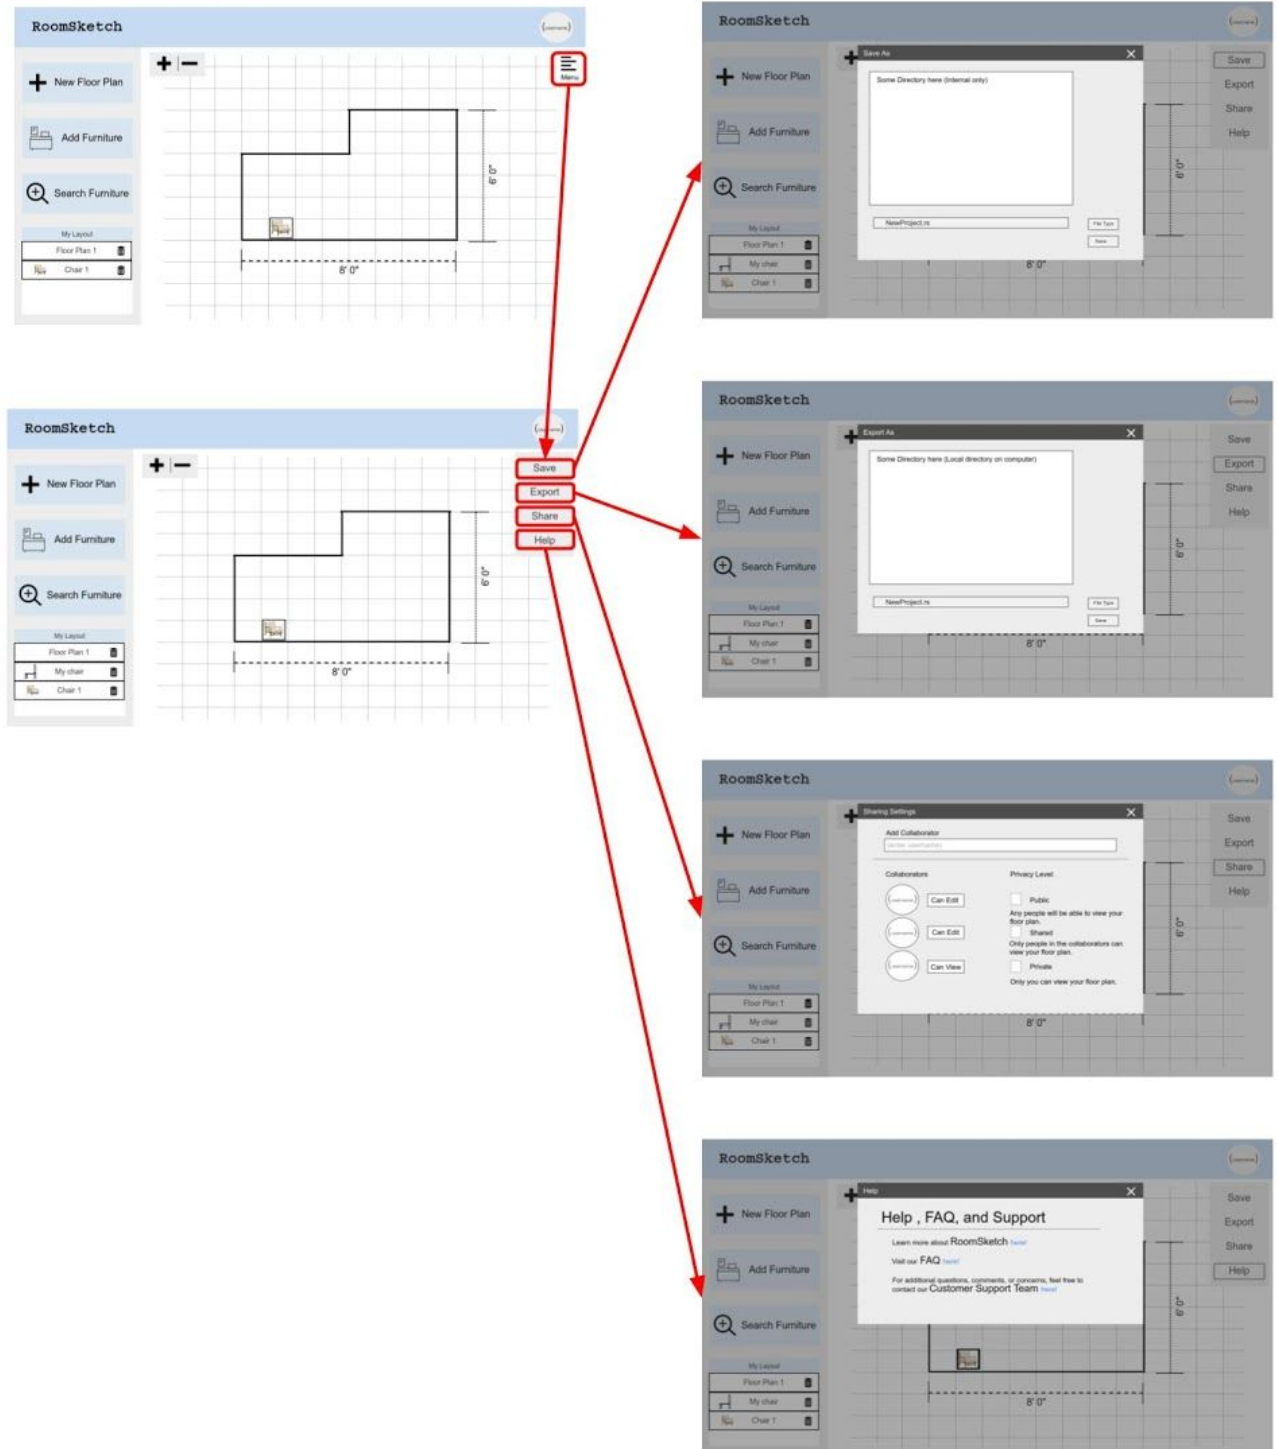 RoomSketch
Menu
New Floor Plan
Add Furniture
Search Furniture
My Layout
Floor Plan 1
Chair 1
6' 0"
8' 0"
RoomSketch
New Floor Plan
Add Furniture
Search Furniture
My Layout
Floor Plan 1
My chair
Chair 1
Save
Export
Share
Help
6' 0"
8' 0"
RoomSketch
New Floor Plan
Add Furniture
Search Furniture
My Layout
Floor Plan 1
My chair
Chair 1
Save As
Some Directory here (Internal only)
NewProject.rs
File Type
Save
Save
Export
Share
Help
6' 0"
8' 0"
RoomSketch
New Floor Plan
Add Furniture
Search Furniture
My Layout
Floor Plan 1
My chair
Chair 1
Export As
Some Directory here (Local directory on computer)
NewProject.rs
File Type
Save
Save
Export
Share
Help
6' 0"
8' 0"
RoomSketch
New Floor Plan
Add Furniture
Search Furniture
My Layout
Floor Plan 1
My chair
Chair 1
Sharing Settings
Add Collaborator
(enter username)
Collaborators
Can Edit
Can Edit
Can View
Privacy Level:
Public
Any people will be able to view your
floor plan.
Shared
Only people in the collaborators can
view your floor plan.
Private
Only you can view your floor plan.
Save
Export
Share
Help
6' 0"
8' 0"
RoomSketch
New Floor Plan
Add Furniture
Search Furniture
My Layout
Floor Plan 1
My chair
Chair 1
Help
Help , FAQ, and Support
Learn more about RoomSketch here!
Visit our FAQ here!
For additional questions, comments, or concerns, feel free to
contact our Customer Support Team here!
Save
Export
Share
Help
6' 0"
8' 0"